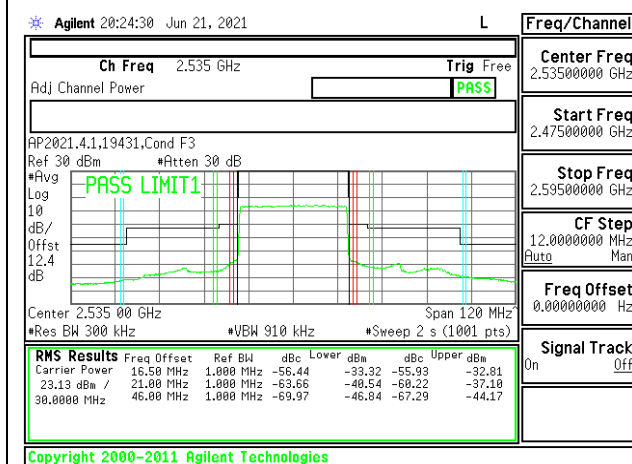 Agilent 20:24:30 Jun 21, 2021 L
Freq/Channel
Ch Freq 2.535 GHz Trig Free
Adj Channel Power PASS
Center Freq
2.53500000 GHz
Start Freq
2.47500000 GHz
Stop Freq
2.59500000 GHz
CF Step
12.0000000 MHz
Auto Man
Freq Offset
0.00000000 Hz
Signal Track
On Off
AP2021.4.1,19431,Cond F3
Ref 30 dBm #Atten 30 dB
#Avg
Log
10
dB/
Offst
12.4
dB
PASS LIMIT1
Center 2.535 00 GHz Span 120 MHz^
#Res BW 300 kHz #VBW 910 kHz #Sweep 2 s (1001 pts)
RMS Results Freq Offset Ref BW dBc Lower dBm dBc Upper dBm
Carrier Power 16.50 MHz 1.000 MHz -56.44 -33.32 -55.93 -32.81
23.13 dBm / 21.00 MHz 1.000 MHz -63.66 -40.54 -60.22 -37.10
30.0000 MHz 46.00 MHz 1.000 MHz -69.97 -46.84 -67.29 -44.17
Copyright 2000-2011 Agilent Technologies